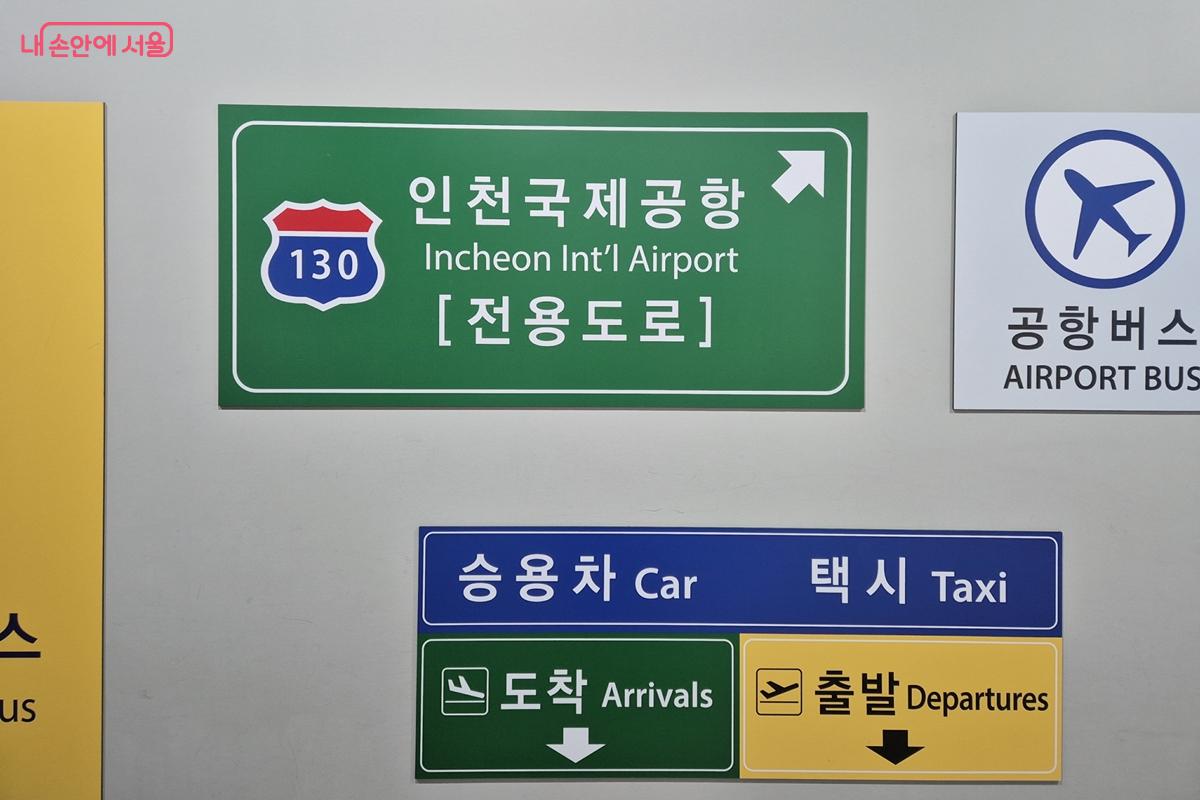 내 손안에 서울
인천국제공항
130
Incheon Int'l Airport
[전용도로]
공항버스
AIRPORT BUS
승용차 Car 택시 Taxi
도착 Arrivals
출발 Departures
스
us